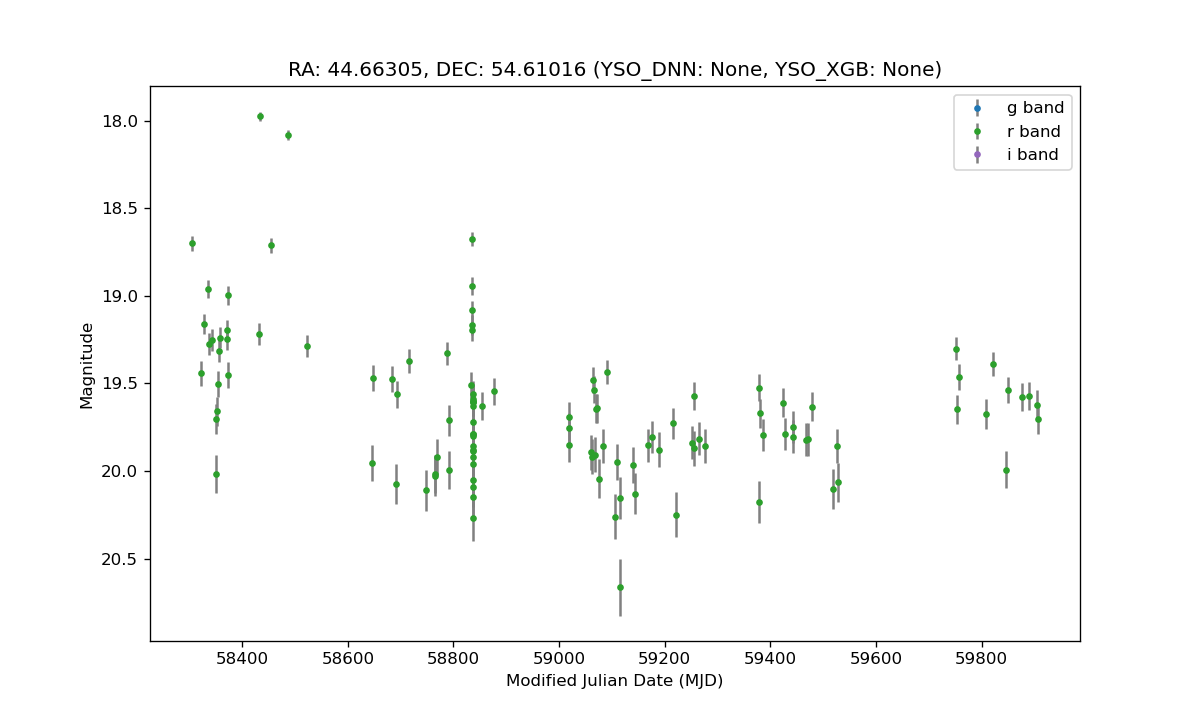 RA: 44.66305, DEC: 54.61016 (YSO_DNN: None, YSO_XGB: None)
g band
r band
i band
18.0
18.5
19.0
19.5
20.0
20.5
Magnitude
58400 58600 58800 59000 59200 59400 59600 59800
Modified Julian Date (MJD)